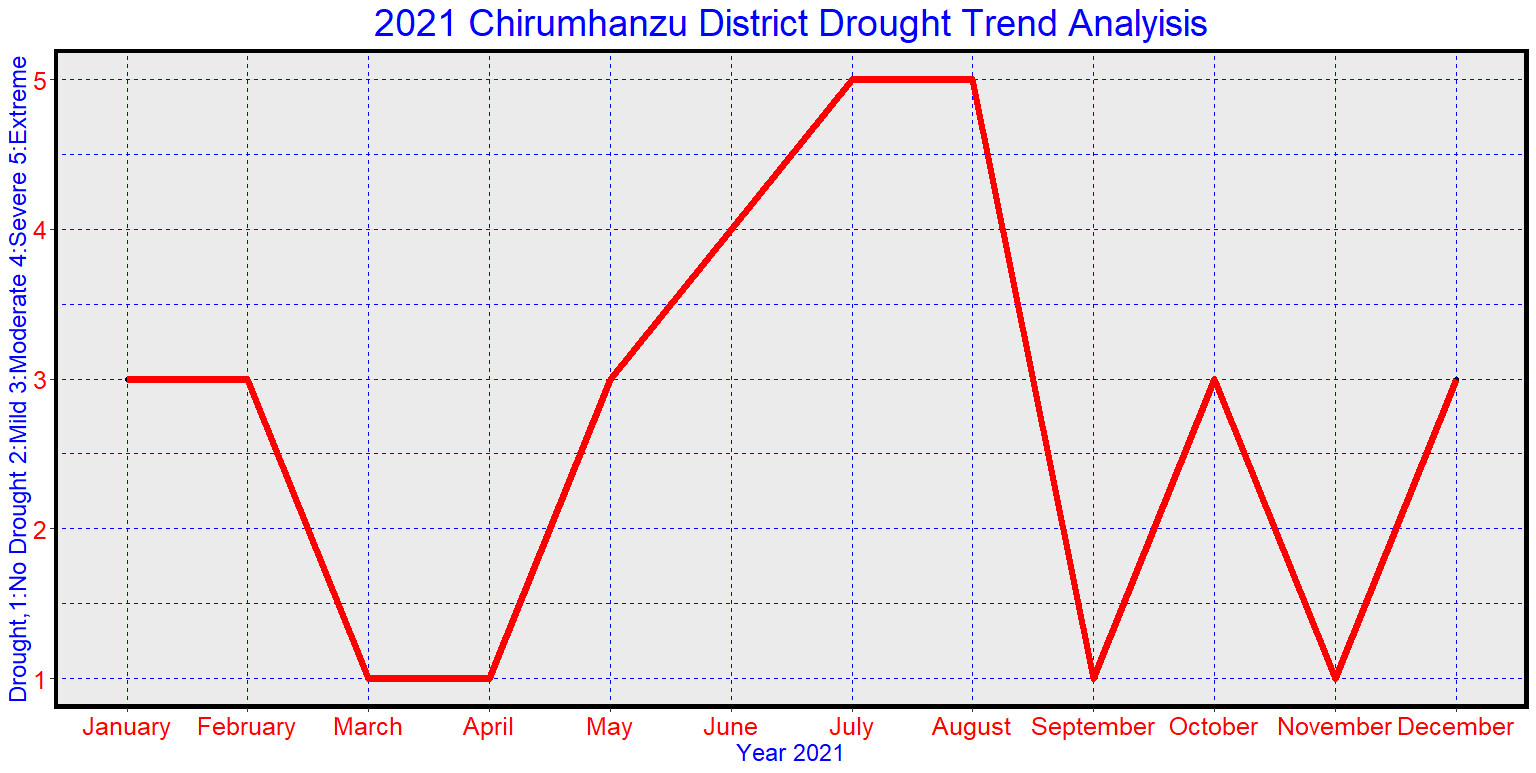 2021 Chirumhanzu District Drought Trend Analyisis
Drought,1:No Drought 2:Mild 3:Moderate 4:Severe 5:Extreme
5
4
3
2
1
January February March April May June July August September October November December
Year 2021